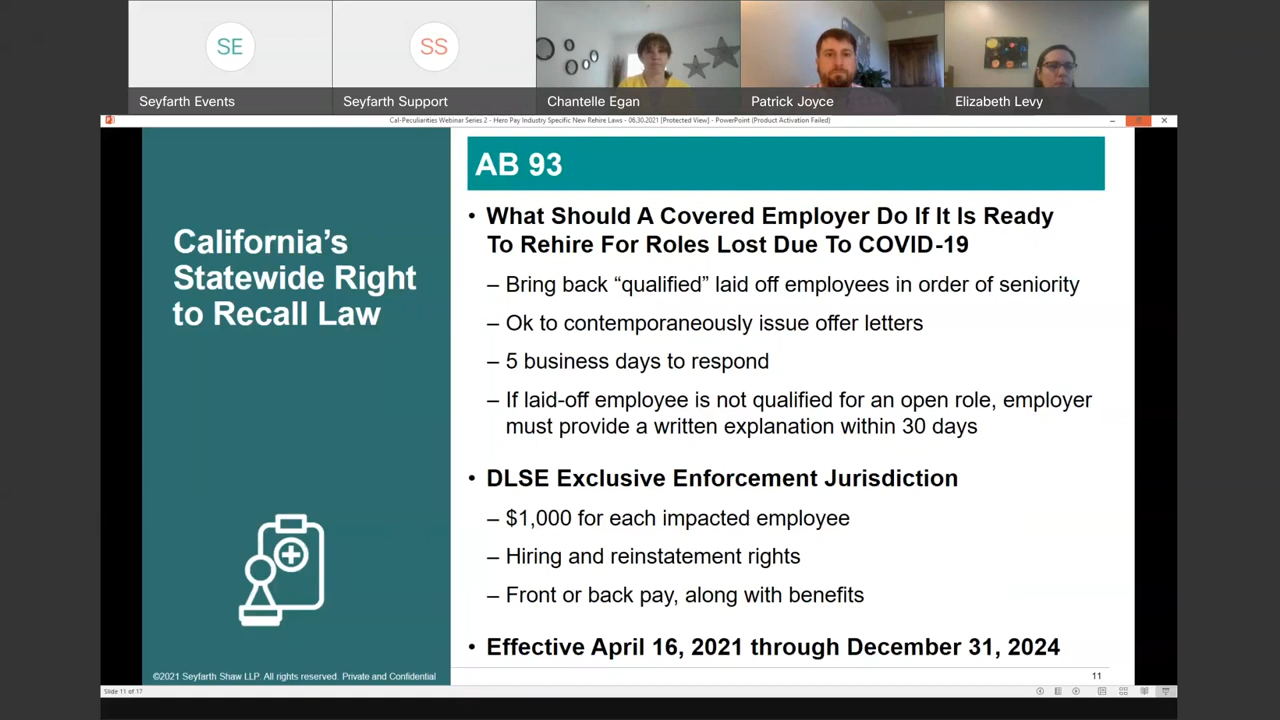 SE
SS
Seyfarth Events
Seyfarth Support
Chantelle Egan
Patrick Joyce
Elizabeth Levy
Cal-Peculiarities Webinar Series 2 - Hero Pay Industry Specific New Rehire Laws - 06.30.2021 [Protected View] - PowerPoint (Product Activation Failed)
California’s
Statewide Right
to Recall Law
©2021 Seyfarth Shaw LLP. All rights reserved. Private and Confidential
AB 93
• What Should A Covered Employer Do If It Is Ready
To Rehire For Roles Lost Due To COVID-19
– Bring back “qualified” laid off employees in order of seniority
– Ok to contemporaneously issue offer letters
– 5 business days to respond
– If laid-off employee is not qualified for an open role, employer
must provide a written explanation within 30 days
• DLSE Exclusive Enforcement Jurisdiction
– $1,000 for each impacted employee
– Hiring and reinstatement rights
– Front or back pay, along with benefits
• Effective April 16, 2021 through December 31, 2024
11
Slide 11 of 17